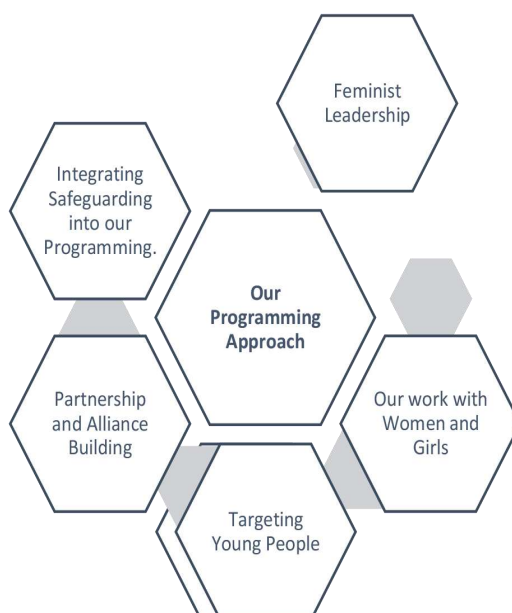 Feminist
Leadership
Integrating
Safeguarding
into our
Programming.
Our
Programming
Approach
Partnership
and Alliance
Building
Our work with
Women and
Girls
Targeting
Young People